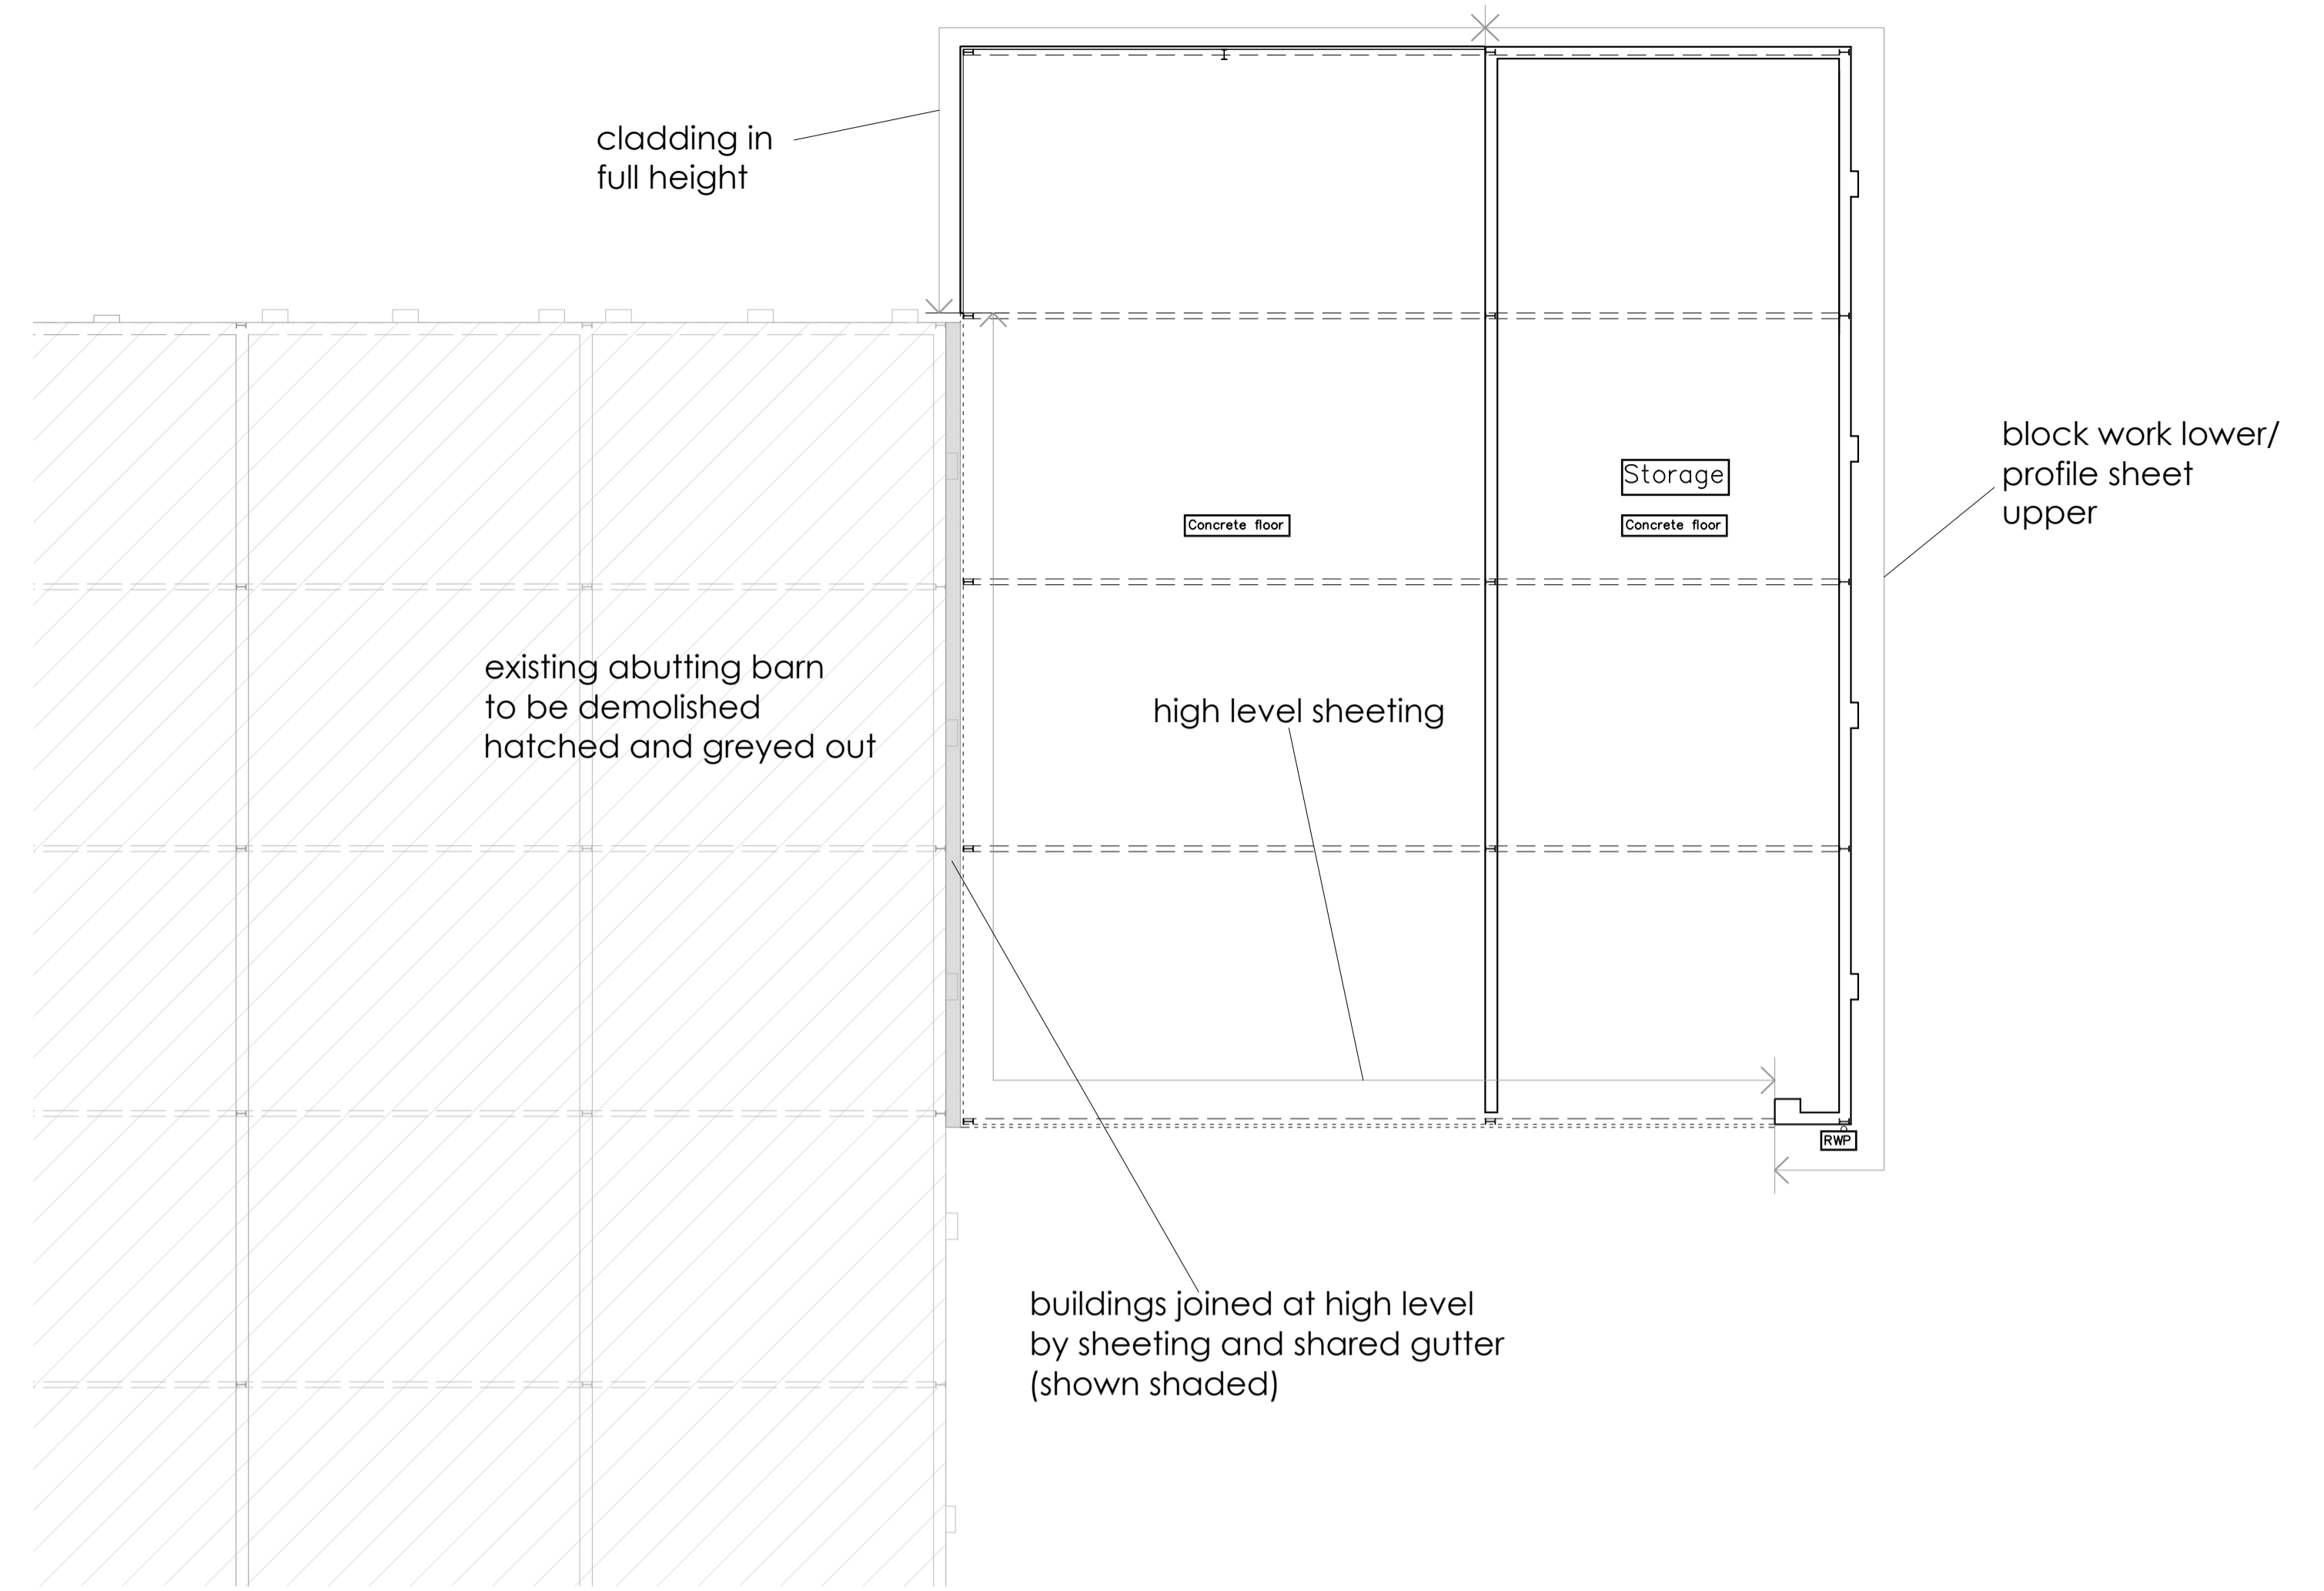 cladding in
full height
block work lower/
profile sheet
upper
Storage
Concrete floor
Concrete floor
existing abutting barn
to be demolished
hatched and greyed out
high level sheeting
RWP
buildings joined at high level
by sheeting and shared gutter
(shown shaded)